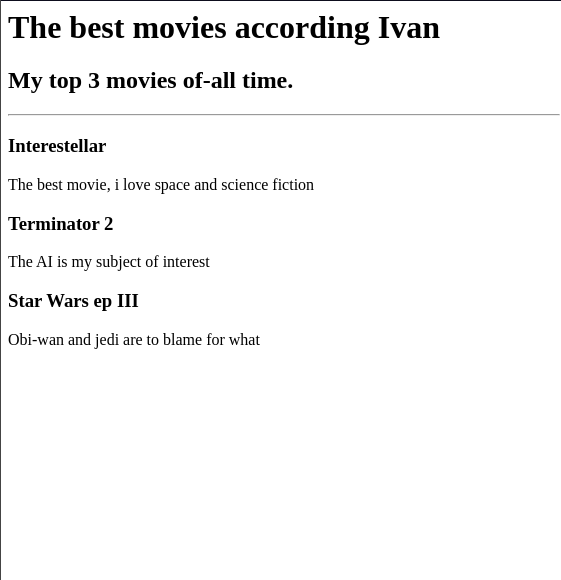 The best movies according Ivan
My top 3 movies of-all time.
Interestellar
The best movie, i love space and science fiction
Terminator 2
The AI is my subject of interest
Star Wars ep III
Obi-wan and jedi are to blame for what